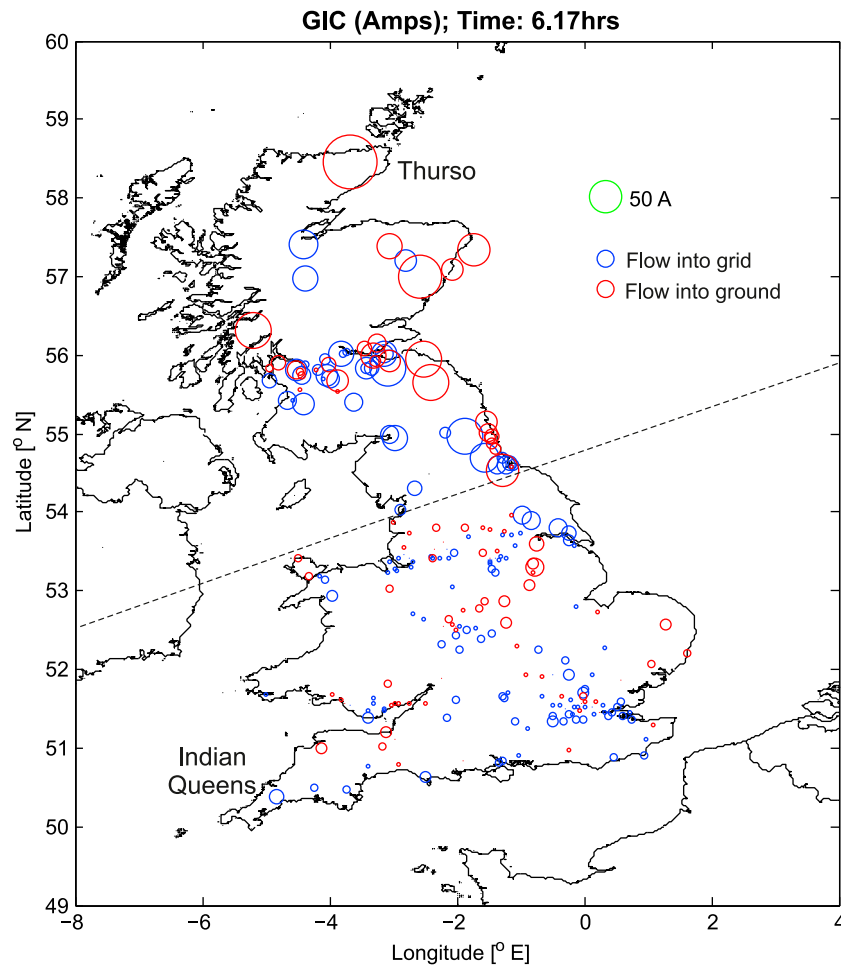 GIC (Amps); Time: 6.17hrs
60
59
58
57
56
55
54
53
52
51
50
49
Latitude [° N]
Thurso
50 A
Flow into grid
Flow into ground
Indian
Queens
−8
−6
−4
−2
0
2
4
Longitude [° E]